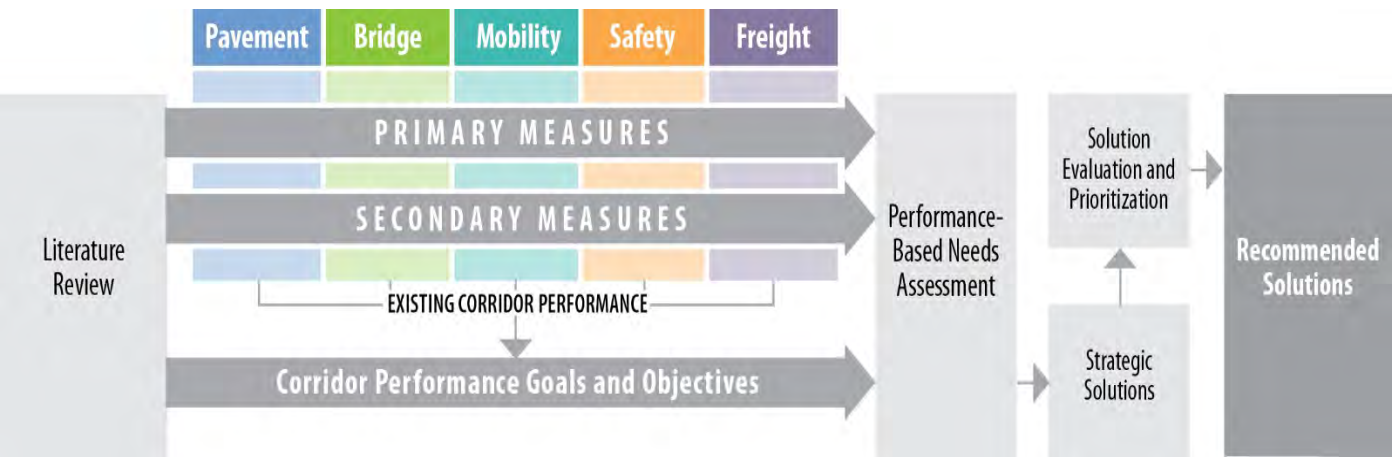 Pavement
Bridge
Mobility
Safety
Freight
PRIMARY MEASURES
SECONDARY MEASURES
Literature
Review
EXISTING CORRIDOR PERFORMANCE
Corridor Performance Goals and Objectives
Performance-
Based Needs
Assessment
Solution
Evaluation and
Prioritization
Strategic
Solutions
Recommended
Solutions